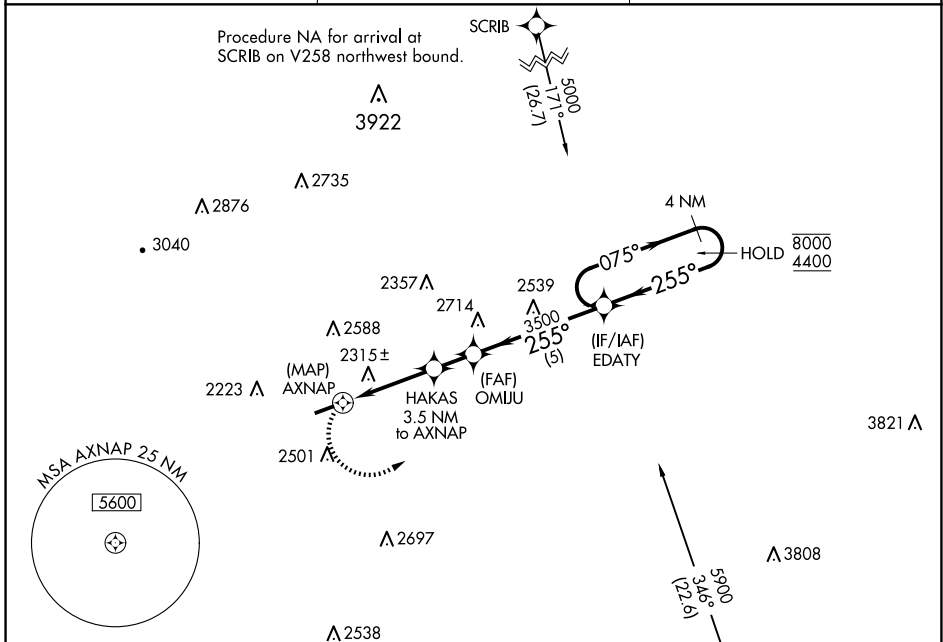 Procedure NA for arrival at
SCRIB on V258 northwest bound.
SCRIB
5000
171°
(26.7)
3922
2735
2876
3040
4 NM
HOLD
8000
4400
075°
255°
2357
2539
2714
3500
255°
(5)
(IF/IAF)
EDATY
2588
2315±
(MAP)
AXNAP
2223
(FAF)
OMIJU
HAKAS
3.5 NM
to AXNAP
3821
2501
MSA AXNAP 25 NM
5600
2697
3808
5900
346°
(22.6)
2538